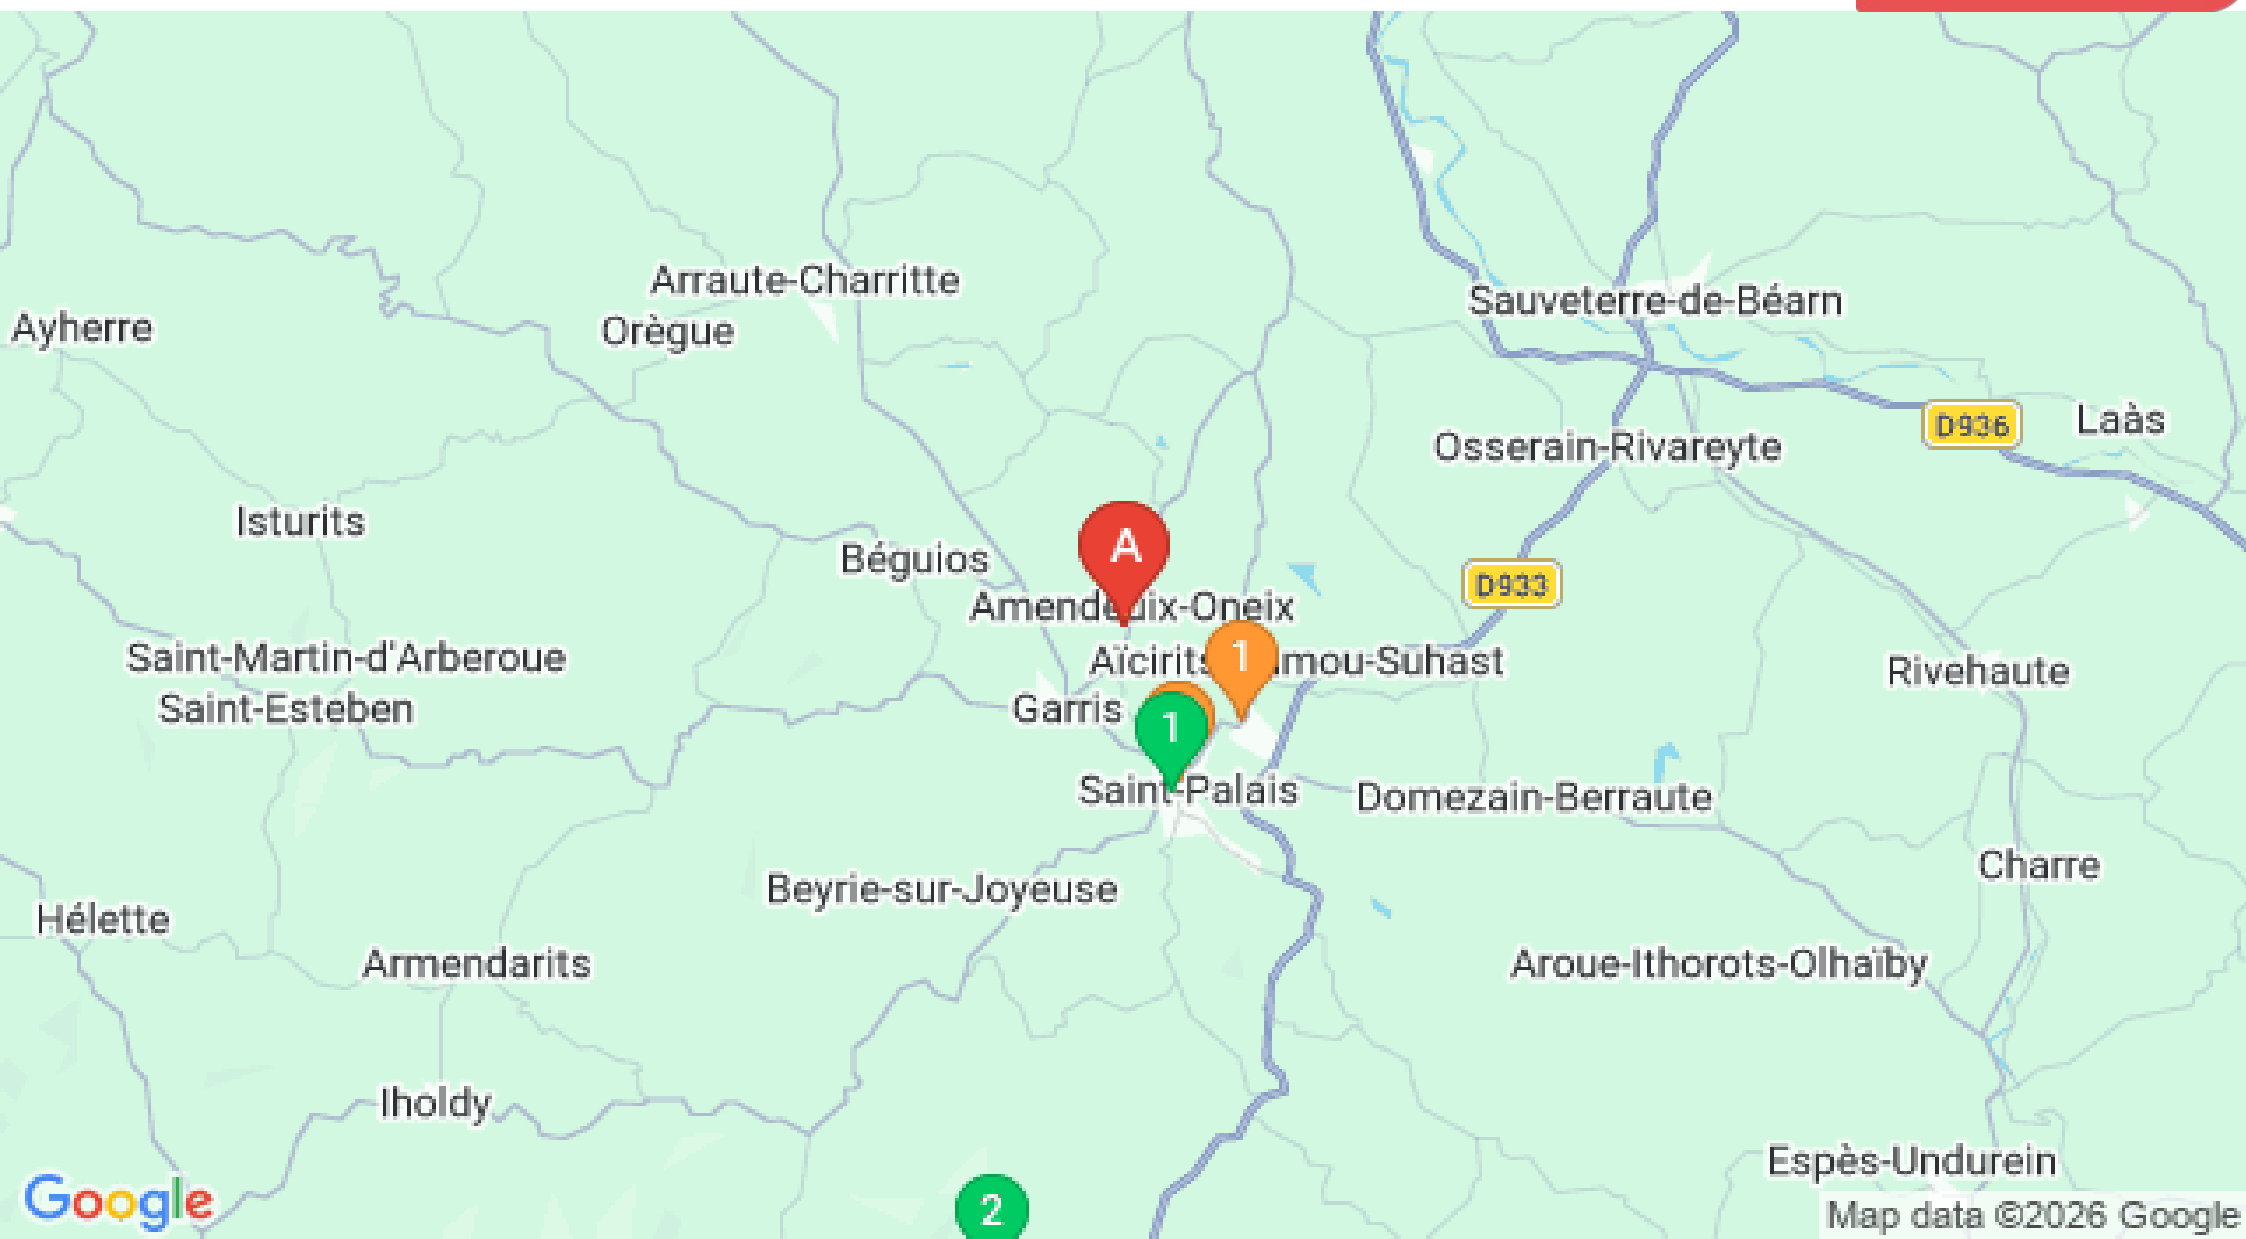 Arraute-Charritte
Sauveterre-de-Béarn
Ayherre
Orègue
Laàs
D936
Osserain-Rivareyte
Isturits
A
Béguios
D933
Amendeuix-Oneix
Saint-Martin-d'Arberoue
Aïcirits
1
mou-Suhast
Rivehaute
Saint-Esteben
Garris
1
Saint-Palais
Domezain-Berraute
Charre
Beyrie-sur-Joyeuse
Hélette
Armendarits
Aroue-Ithorots-Olhaïby
Iholdy
Espès-Undurein
Google
2
Map data ©2026 Google